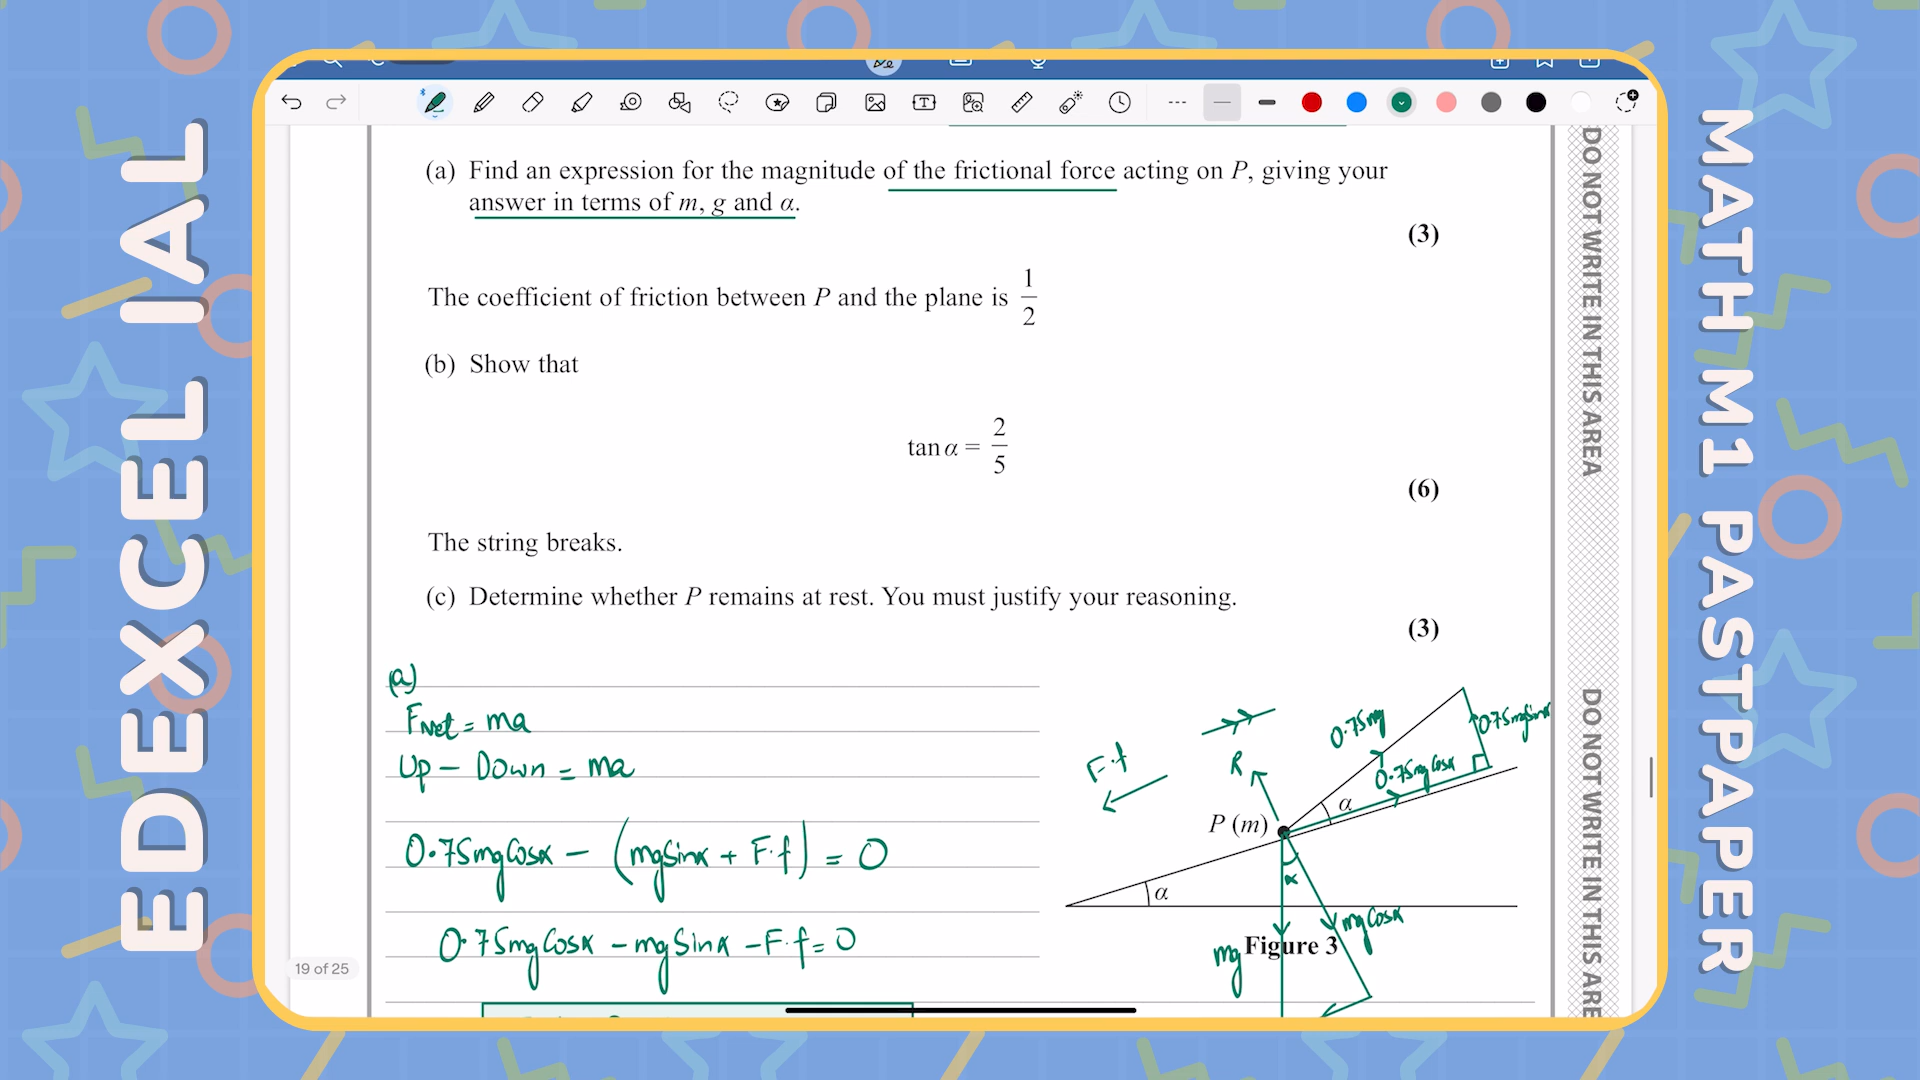 EDEXCEL IAL
(a) Find an expression for the magnitude of the frictional force acting on P, giving your
answer in terms of m, g and α.
(3)
The coefficient of friction between P and the plane is 1/2
(b) Show that
tan α = 2/5
(6)
The string breaks.
(c) Determine whether P remains at rest. You must justify your reasoning.
(3)
(a)
Fnet = ma
Up - Down = ma
0.75mgCosα - (mgSinα + F.f) = 0
0.75mgCosα - mgSinα - F.f = 0
F.f
R
0.75mg
0.75mgSinα
0.75mgCosα
α
P (m)
α
α
mgCosα
mg
Figure 3
19 of 25
DO NOT WRITE IN THIS AREA
DO NOT WRITE IN THIS ARE
MATH M1 PASTPAPER